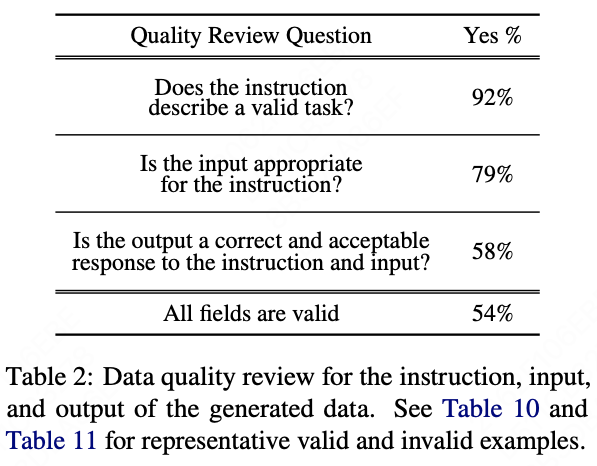 Quality Review Question Yes %
Does the instruction
describe a valid task? 92%
Is the input appropriate
for the instruction? 79%
Is the output a correct and acceptable
response to the instruction and input? 58%
All fields are valid 54%
Table 2: Data quality review for the instruction, input,
and output of the generated data. See Table 10 and
Table 11 for representative valid and invalid examples.